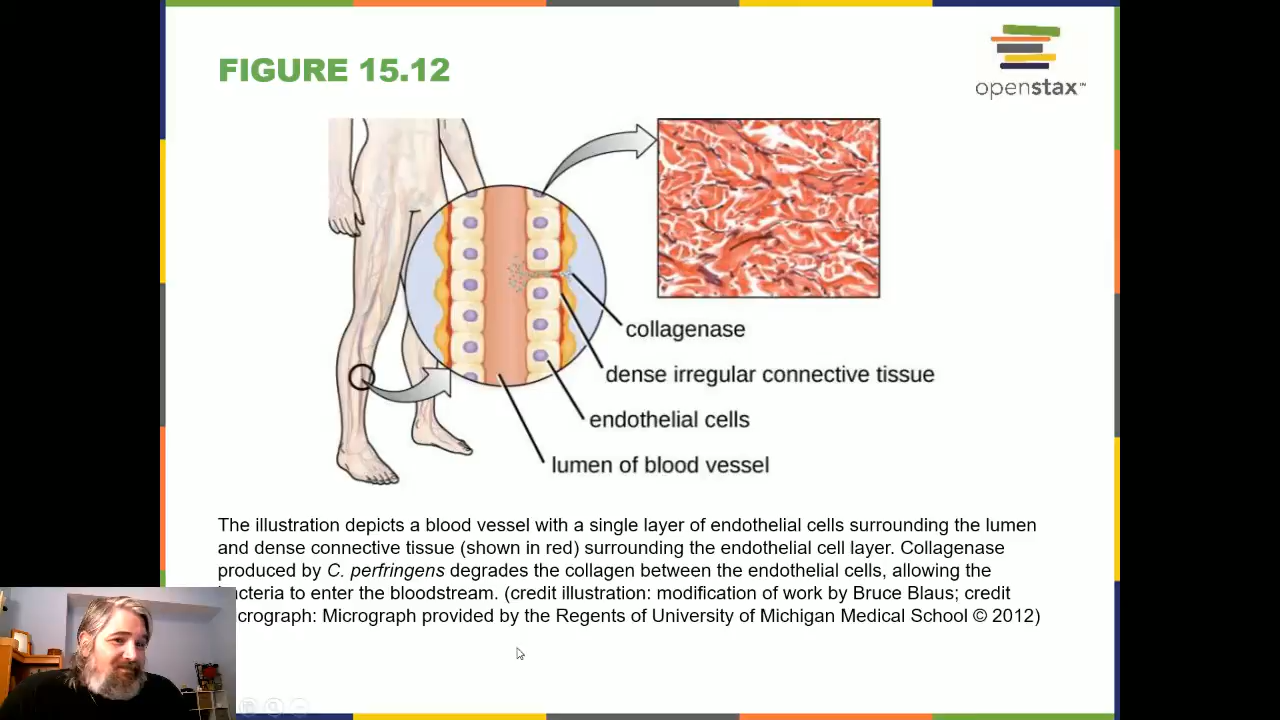 FIGURE 15.12
openstax™
collagenase
dense irregular connective tissue
endothelial cells
lumen of blood vessel
The illustration depicts a blood vessel with a single layer of endothelial cells surrounding the lumen
and dense connective tissue (shown in red) surrounding the endothelial cell layer. Collagenase
produced by C. perfringens degrades the collagen between the endothelial cells, allowing the
to enter the bloodstream. (credit illustration: modification of work by Bruce Blaus; credit
Micrograph provided by the Regents of University of Michigan Medical School © 2012)